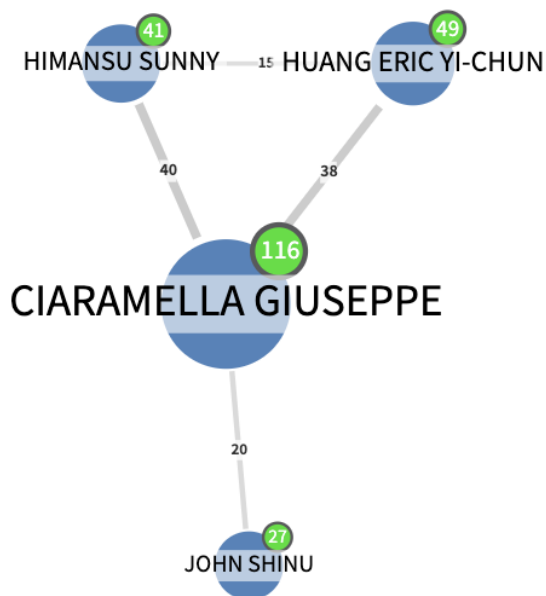 41
49
HIMANSU SUNNY
15
HUANG ERIC YI-CHUN
40
38
116
CIARAMELLA GIUSEPPE
20
27
JOHN SHINU